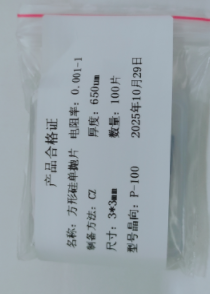 产品合格证
名称: 方形硅单抛片 电阻率: 0.001-1
制备方法: CZ 厚度: 650um
尺寸: 3*3mm 数量: 100片
型号晶向: P-100 2025年10月29日